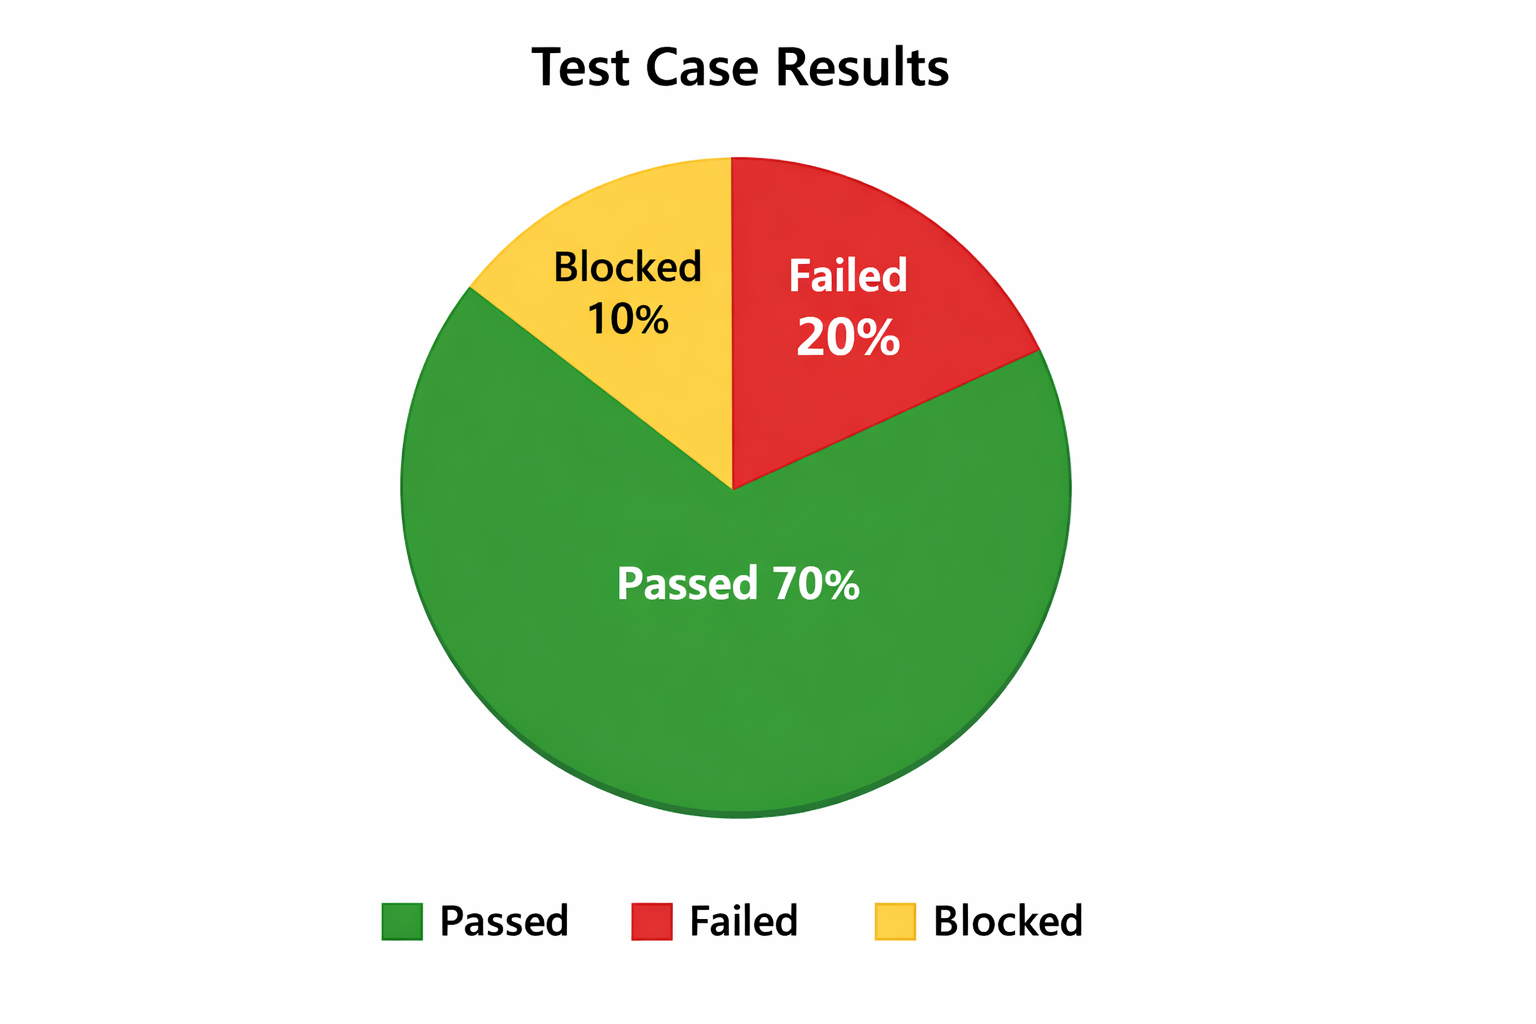 Test Case Results
Blocked
10%
Failed
20%
Passed 70%
Passed
Failed
Blocked